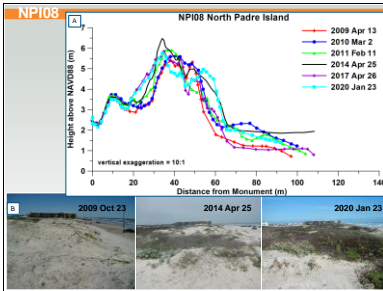 NPI08
A
NPI08 North Padre Island
2009 Apr 13
2010 Mar 2
2011 Feb 11
2014 Apr 25
2017 Apr 26
2020 Jan 23
Height above NAVD88 (m)
7
6
5
4
3
2
1
0
vertical exaggeration = 10:1
0 20 40 60 80 100 120 140
Distance from Monument (m)
B
2009 Oct 23
2014 Apr 25
2020 Jan 23